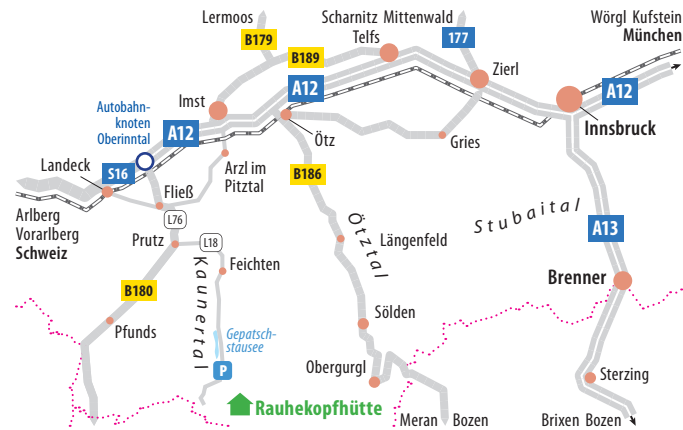 Lermoos
Scharnitz Mittenwald
Wörgl Kufstein
München
B179
B189
Telfs
177
Zierl
A12
A12
Imst
Innsbruck
Autobahn-
knoten
Oberinntal
A12
Ötz
Gries
Landeck
S16
Arzl im
Pitztal
B186
Fließ
Arlberg
Vorarlberg
Schweiz
L76
Stubaital
A13
Prutz
L18
Ötztal
Längenfeld
Kaunertal
Feichten
Brenner
B180
Sölden
Pfunds
Gepatsch-
stausee
P
Obergurgl
Sterzing
Rauhekopfhütte
Meran
Bozen
Brixen Bozen